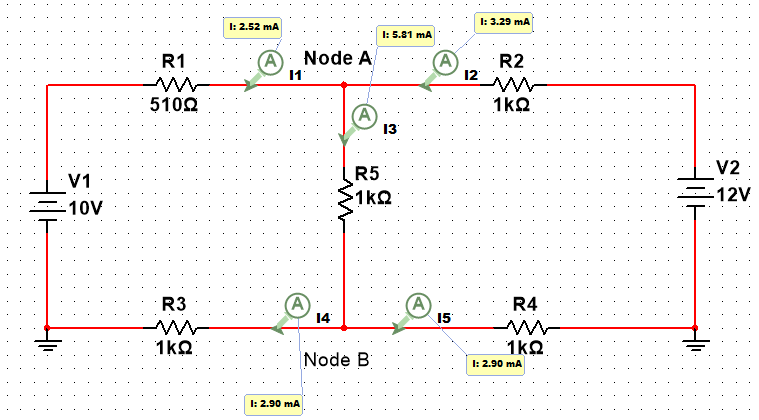 I: 2.52 mA
I: 5.81 mA
I: 3.29 mA
R1
A
Node A
A
R2
I1
I2
510Ω
1kΩ
A
I3
V1
10V
R5
1kΩ
V2
12V
R3
A
I4
A
I5
R4
1kΩ
Node B
1kΩ
I: 2.90 mA
I: 2.90 mA